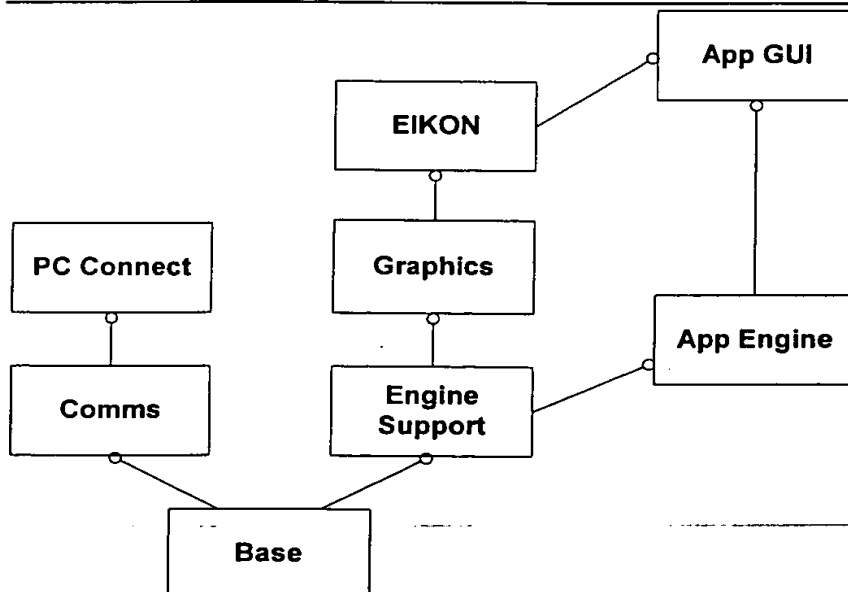 App GUI
EIKON
PC Connect
Graphics
App Engine
Comms
Engine
Support
Base